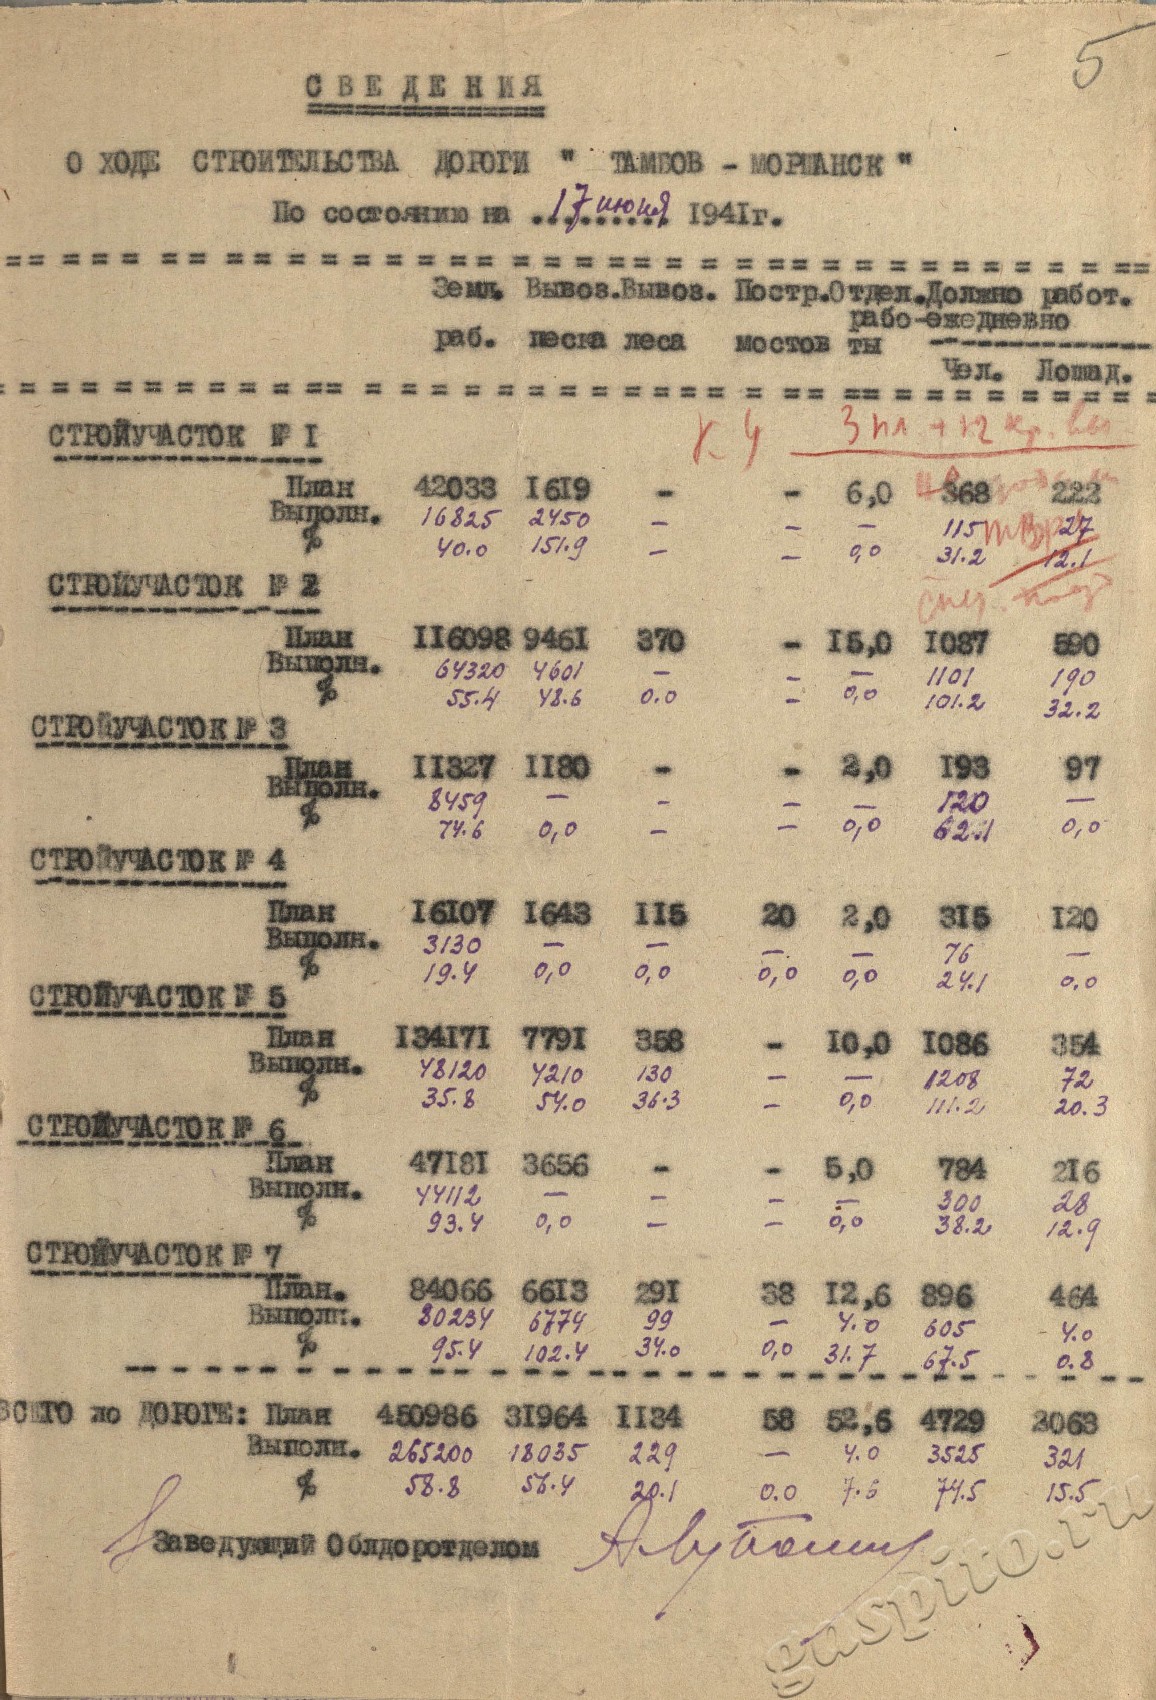 5
СВЕДЕНИЯ
О ХОДЕ СТРОИТЕЛЬСТВА ДОРОГИ " ТАМБОВ - МОРШАНСК "
По состоянию на 17 июня 1941г.
Земл. Вывоз. Вывоз. Постр. Отдел. Должно работ.
рабо- ежедневно
раб. песка леса мостов ты
Чел. Лошад.
СТРОЙУЧАСТОК № 1
План 42033 1619 - - 6,0 368 222
Выполн. 16825 2450 — — — 115 27
% 40.0 151.9 — — 0,0 31.2 12.1
СТРОЙУЧАСТОК № 2
План 116098 9461 370 - 15,0 1087 590
Выполн. 64320 4601 — — — 1101 190
% 55.4 48.6 0.0 — 0,0 101.2 32.2
СТРОЙУЧАСТОК № 3
План 11327 1180 - - 2,0 193 97
Выполн. 8459 — - — — 120 —
% 74.6 0,0 — — 0,0 62.1 0,0
СТРОЙУЧАСТОК № 4
План 16107 1643 115 20 2,0 315 120
Выполн. 3130 — — — — 76 —
% 19.4 0,0 0,0 0,0 0,0 24.1 0.0
СТРОЙУЧАСТОК № 5
План 134171 7791 358 - 10,0 1086 354
Выполн. 48120 4210 130 — — 1208 72
% 35.8 54.0 36.3 — 0,0 111.2 20.3
СТРОЙУЧАСТОК № 6
План 47181 3656 - - 5,0 784 216
Выполн. 44112 — — — — 300 28
% 93.4 0,0 — — 0,0 38.2 12.9
СТРОЙУЧАСТОК № 7
План. 84066 6613 291 38 12,6 896 464
Выполн. 80234 6774 99 — 4.0 605 4.0
% 95.4 102.4 34.0 0,0 31.7 67.5 0.8
ВСЕГО по ДОРОГЕ: План 450986 31964 1134 58 52,6 4729 2063
Выполн. 265200 18035 229 — 4.0 3525 321
% 58.8 56.4 20.1 0.0 7.6 74.5 15.5
Заведующий Облдоротделом
gaspito.ru